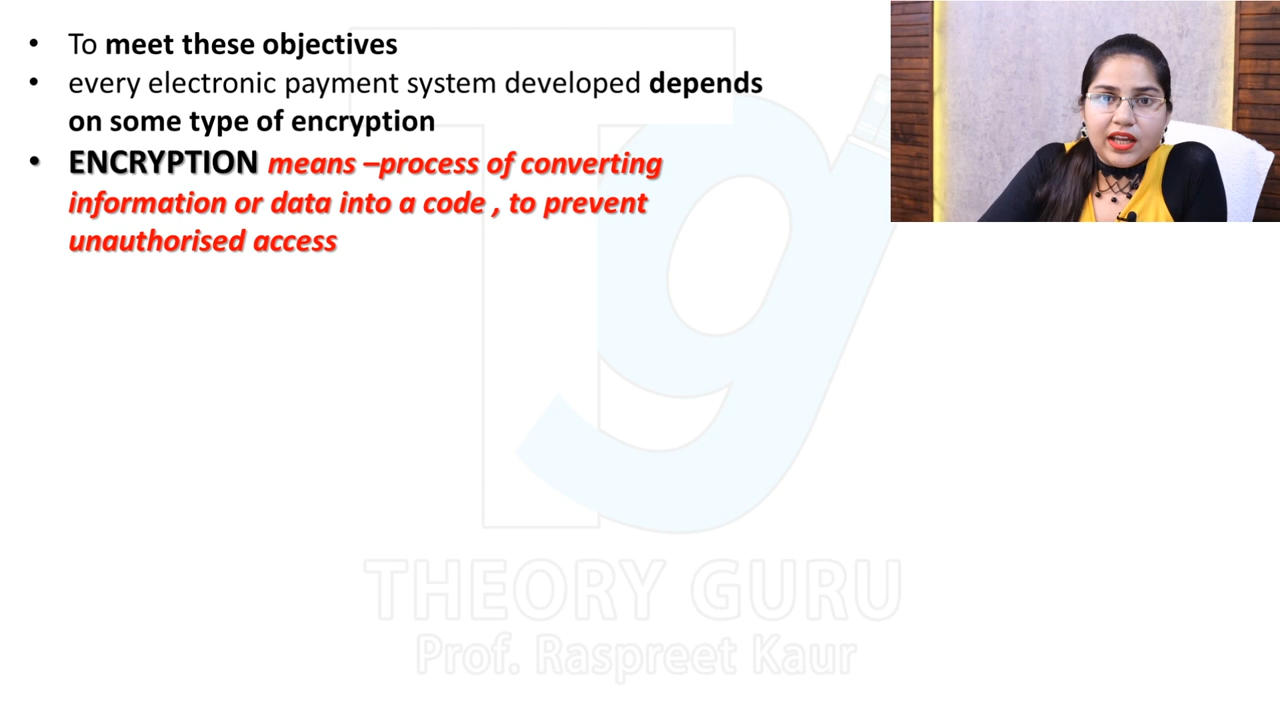 • To meet these objectives
• every electronic payment system developed depends
on some type of encryption
• ENCRYPTION means –process of converting
information or data into a code , to prevent
unauthorised access
Tg
THEORY GURU
Prof. Raspreet Kaur